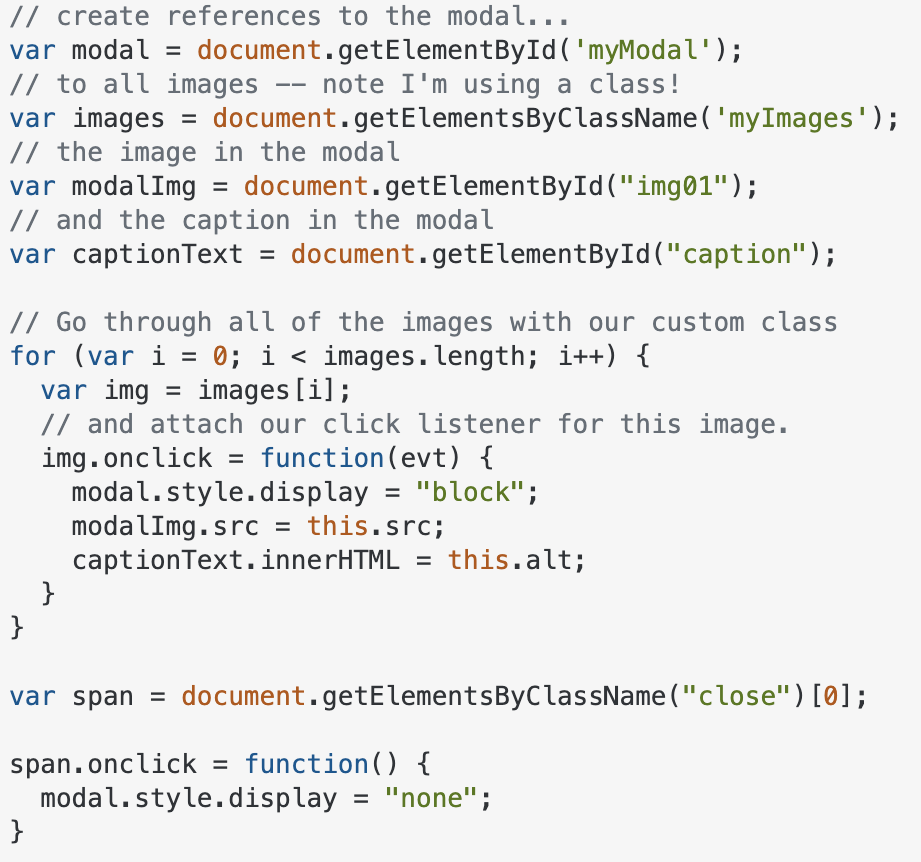 // create references to the modal...
var modal = document.getElementById('myModal');
// to all images -- note I'm using a class!
var images = document.getElementsByClassName('myImages');
// the image in the modal
var modalImg = document.getElementById("img01");
// and the caption in the modal
var captionText = document.getElementById("caption");

// Go through all of the images with our custom class
for (var i = 0; i < images.length; i++) {
  var img = images[i];
  // and attach our click listener for this image.
  img.onclick = function(evt) {
    modal.style.display = "block";
    modalImg.src = this.src;
    captionText.innerHTML = this.alt;
  }
}

var span = document.getElementsByClassName("close")[0];

span.onclick = function() {
  modal.style.display = "none";
}